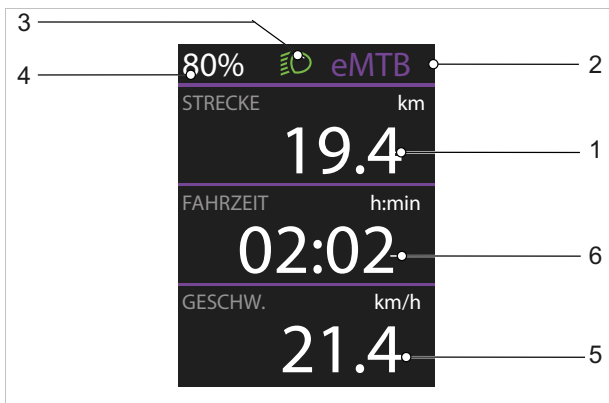 3
80% eMTB
4
2
STRECKE km
19.4
1
FAHRZEIT h:min
02:02
6
GESCHW. km/h
21.4
5